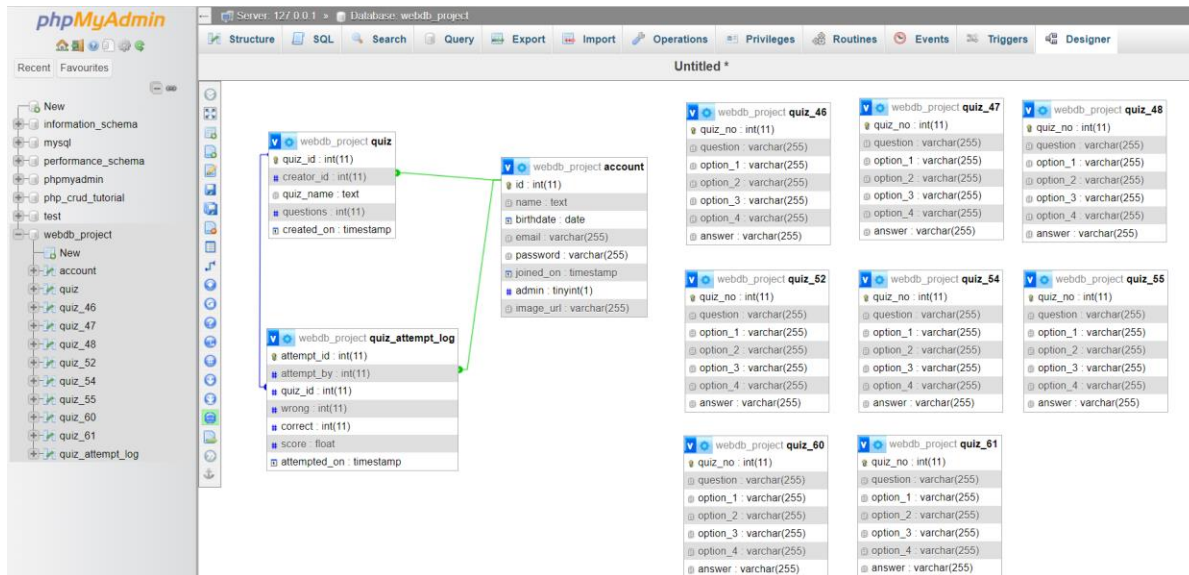 phpMyAdmin
Recent Favourites
New
information_schema
mysql
performance_schema
phpmyadmin
php_crud_tutorial
test
webdb_project
New
account
quiz
quiz_46
quiz_47
quiz_48
quiz_52
quiz_54
quiz_55
quiz_60
quiz_61
quiz_attempt_log
Server: 127.0.0.1 » Database: webdb_project
Structure SQL Search Query Export Import Operations Privileges Routines Events Triggers Designer
Untitled *
V webdb_project quiz
quiz_id : int(11)
creator_id : int(11)
quiz_name : text
questions : int(11)
created_on : timestamp
V webdb_project account
id : int(11)
name : text
birthdate : date
email : varchar(255)
password : varchar(255)
joined_on : timestamp
admin : tinyint(1)
image_url : varchar(255)
V webdb_project quiz_attempt_log
attempt_id : int(11)
attempt_by : int(11)
quiz_id : int(11)
wrong : int(11)
correct : int(11)
score : float
attempted_on : timestamp
V webdb_project quiz_46
quiz_no : int(11)
question : varchar(255)
option_1 : varchar(255)
option_2 : varchar(255)
option_3 : varchar(255)
option_4 : varchar(255)
answer : varchar(255)
V webdb_project quiz_47
quiz_no : int(11)
question : varchar(255)
option_1 : varchar(255)
option_2 : varchar(255)
option_3 : varchar(255)
option_4 : varchar(255)
answer : varchar(255)
V webdb_project quiz_48
quiz_no : int(11)
question : varchar(255)
option_1 : varchar(255)
option_2 : varchar(255)
option_3 : varchar(255)
option_4 : varchar(255)
answer : varchar(255)
V webdb_project quiz_52
quiz_no : int(11)
question : varchar(255)
option_1 : varchar(255)
option_2 : varchar(255)
option_3 : varchar(255)
option_4 : varchar(255)
answer : varchar(255)
V webdb_project quiz_54
quiz_no : int(11)
question : varchar(255)
option_1 : varchar(255)
option_2 : varchar(255)
option_3 : varchar(255)
option_4 : varchar(255)
answer : varchar(255)
V webdb_project quiz_55
quiz_no : int(11)
question : varchar(255)
option_1 : varchar(255)
option_2 : varchar(255)
option_3 : varchar(255)
option_4 : varchar(255)
answer : varchar(255)
V webdb_project quiz_60
quiz_no : int(11)
question : varchar(255)
option_1 : varchar(255)
option_2 : varchar(255)
option_3 : varchar(255)
option_4 : varchar(255)
answer : varchar(255)
V webdb_project quiz_61
quiz_no : int(11)
question : varchar(255)
option_1 : varchar(255)
option_2 : varchar(255)
option_3 : varchar(255)
option_4 : varchar(255)
answer : varchar(255)